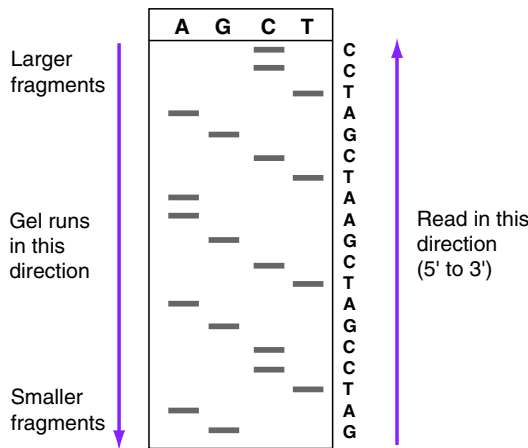 A G C T
Larger
fragments
Gel runs
in this
direction
Smaller
fragments
C
C
T
A
G
C
T
A
A
G
C
T
A
G
C
C
T
A
G
Read in this
direction
(5' to 3')